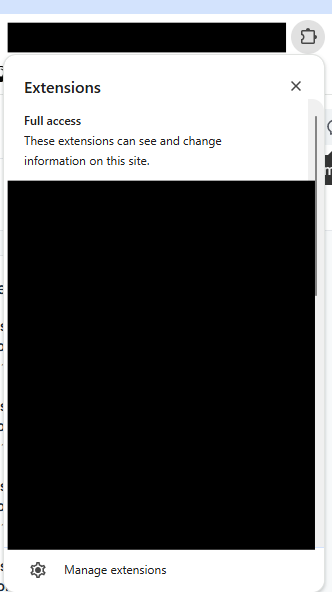 Extensions
Full access
These extensions can see and change
information on this site.
Manage extensions